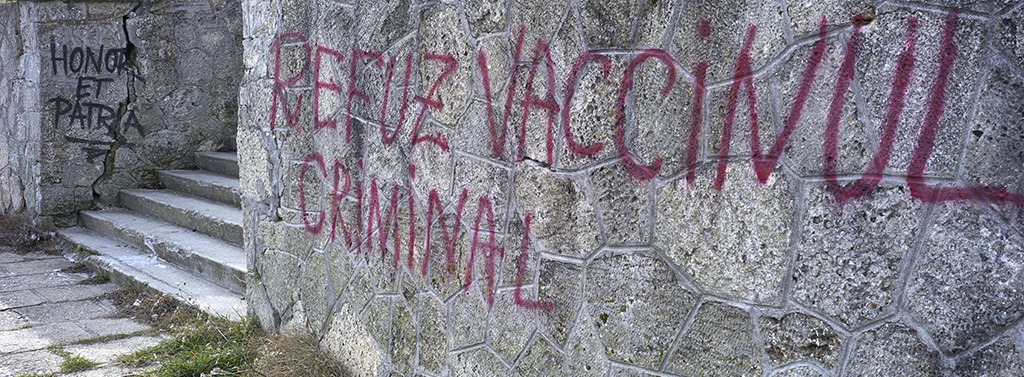 HONOR
ET
PATRIA
REFUZ VACCINUL
CRIMINAL